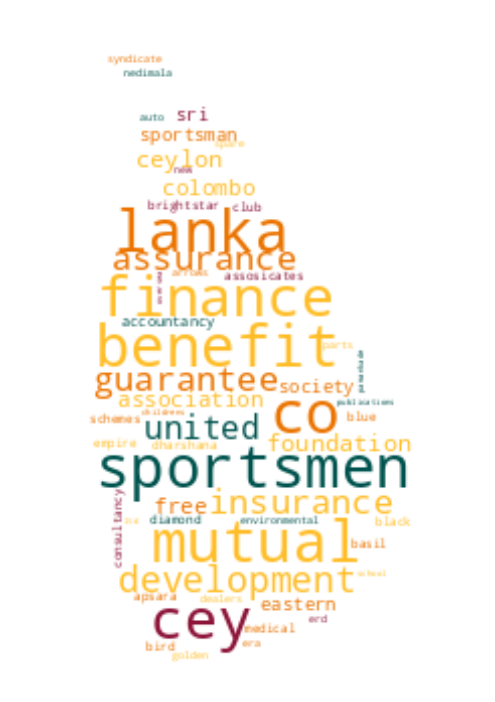 syndicate
nedimala
auto sri
sportsman
spare
ceylon
new
colombo
brightstar club
lanka
assurance
arrows assosicates
finance
accountancy
benefit
parts
guarantee society
association publications
childrens
schemes united co blue
empire dharshana foundation
sportsmen
consultancy free insurance
diamond environmental black
mutual basil
development school
apsara dealers eastern
cey medical erd
bird era
golden